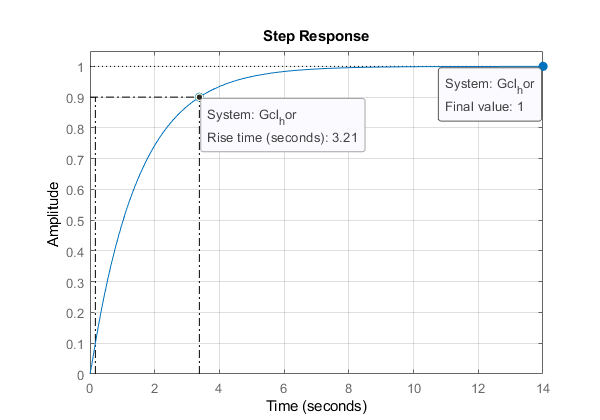 Step Response
System: Gclhor
Final value: 1
System: Gclhor
Rise time (seconds): 3.21
Amplitude
1
0.9
0.8
0.7
0.6
0.5
0.4
0.3
0.2
0.1
0
0 2 4 6 8 10 12 14
Time (seconds)